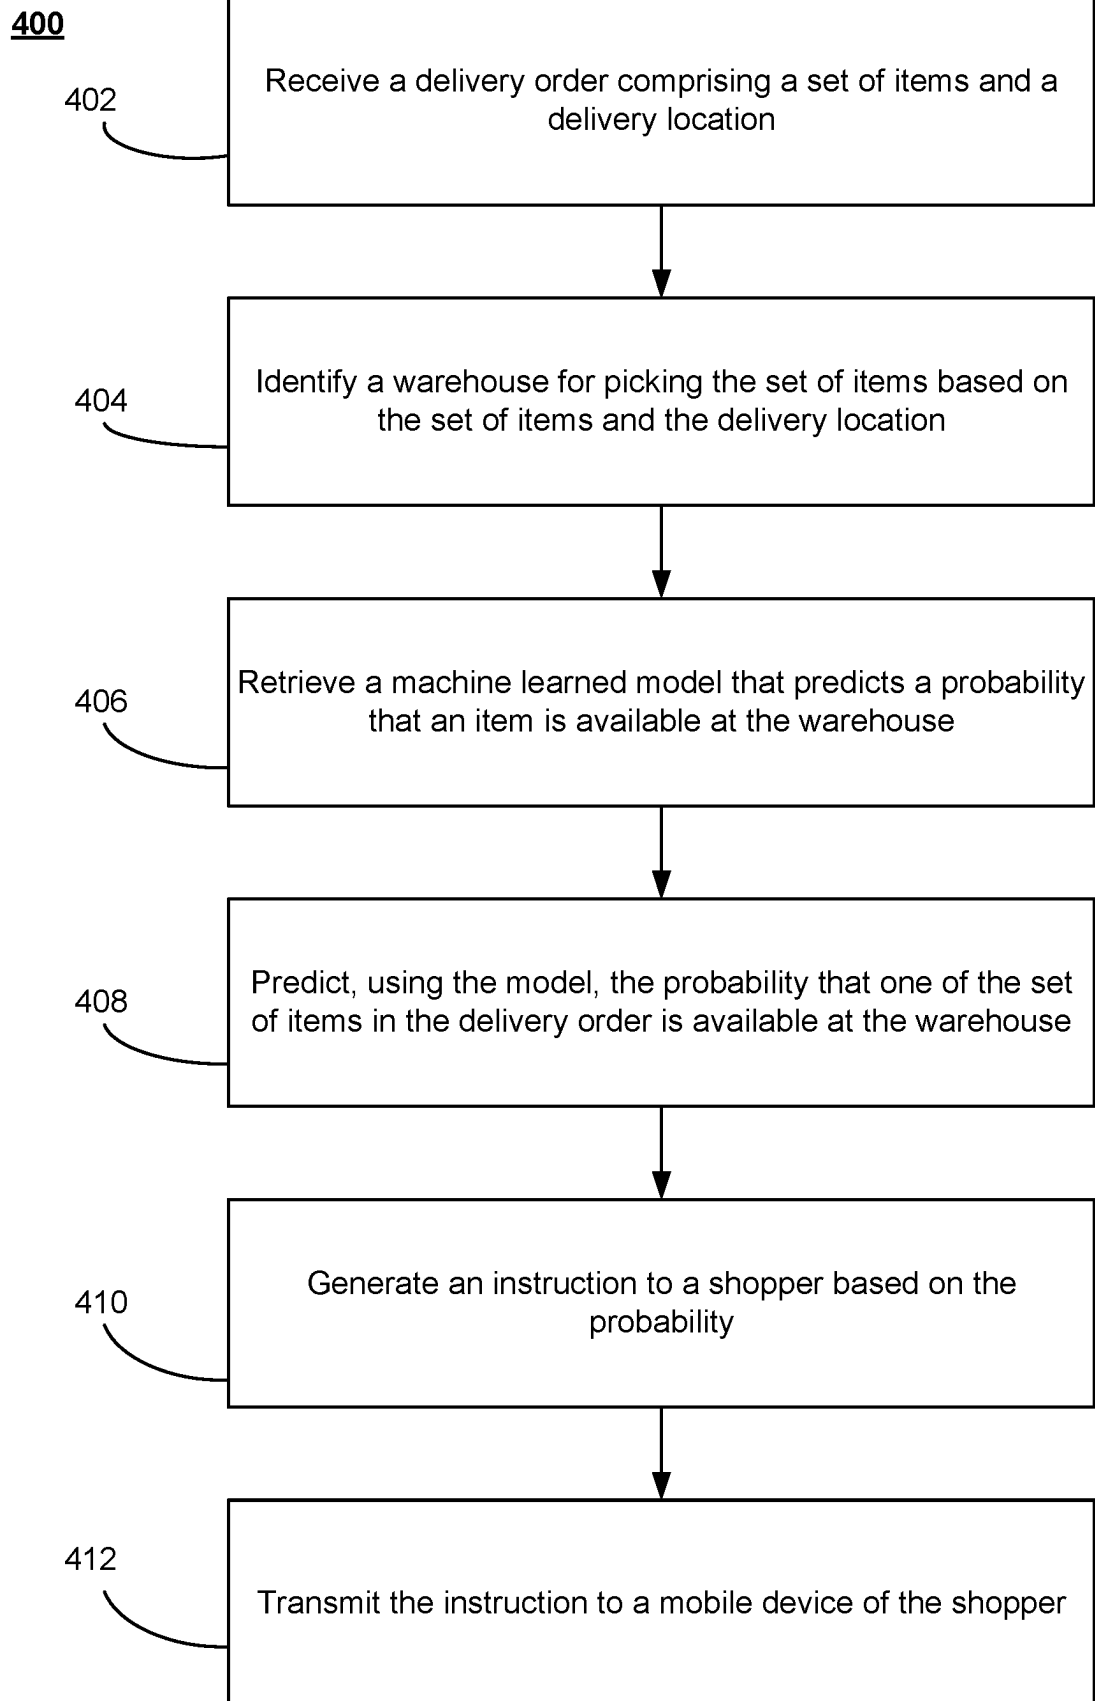 400
402
Receive a delivery order comprising a set of items and a
delivery location
404
Identify a warehouse for picking the set of items based on
the set of items and the delivery location
406
Retrieve a machine learned model that predicts a probability
that an item is available at the warehouse
408
Predict, using the model, the probability that one of the set
of items in the delivery order is available at the warehouse
410
Generate an instruction to a shopper based on the
probability
412
Transmit the instruction to a mobile device of the shopper